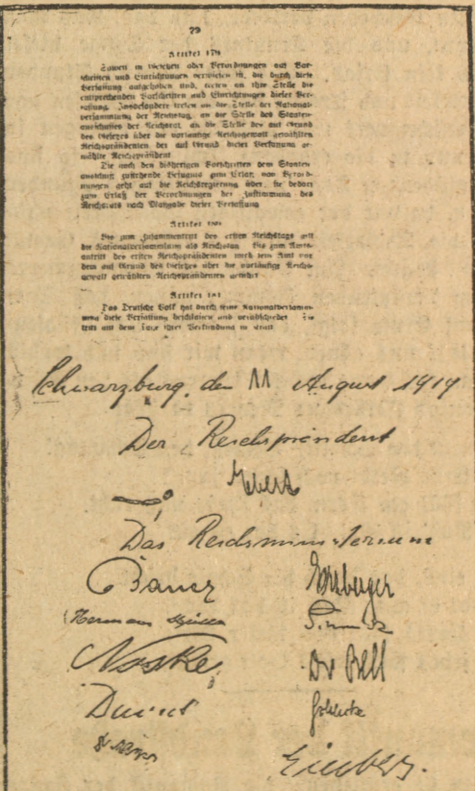 Artikel 179
Soweit in Gesetzen oder Verordnungen auf Vor-
schriften und Einrichtungen verwiesen ist, die durch diese
Verfassung aufgehoben sind, treten an ihre Stelle die
entsprechenden Vorschriften und Einrichtungen dieser Ver-
fassung. Insbesondere treten an die Stelle der National-
versammlung der Reichstag, an die Stelle des Staaten-
ausschusses der Reichsrat, an die Stelle des auf Grund
des Gesetzes über die vorläufige Reichsgewalt gewählten
Reichspräsidenten der auf Grund dieser Verfassung ge-
wählte Reichspräsident
Die nach den bisherigen Vorschriften dem Staaten-
ausschuß zustehende Befugnis zum Erlaß von Verord-
nungen geht auf die Reichsregierung über, sie bedarf
zum Erlaß der Verordnungen der Zustimmung des
Reichsrats nach Maßgabe dieser Verfassung
Artikel 180
Bis zum Zusammentritt des ersten Reichstags gilt
die Nationalversammlung als Reichstag Bis zum Amts-
antritt des ersten Reichspräsidenten wird sein Amt von
dem auf Grund des Gesetzes über die vorläufige Reichs-
gewalt gewählten Reichspräsidenten geführt
Artikel 181
Das Deutsche Volk hat durch seine Nationalversamm-
lung diese Verfassung beschlossen und verabschiedet Sie
tritt mit dem Tage ihrer Verkündung in Kraft
Schwarzburg, den 11 August 1919
Der Reichspräsident
Ebert
Das Reichsministerium
Bauer Erzberger
Hermann Müller
Noske Dr Bell
David